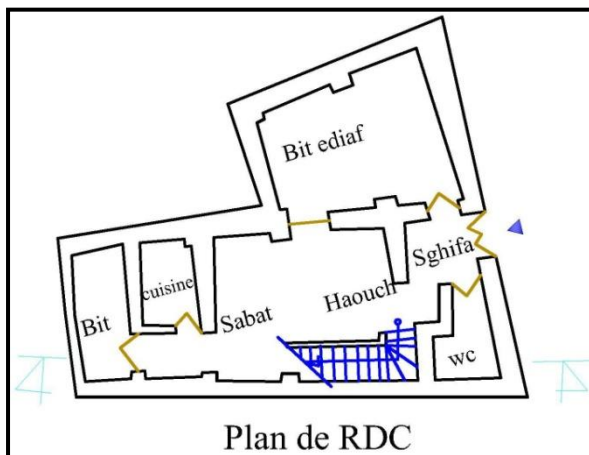 Bit ediaf
Sghifa
cuisine
Haouch
Sabat
Bit
wc
Plan de RDC